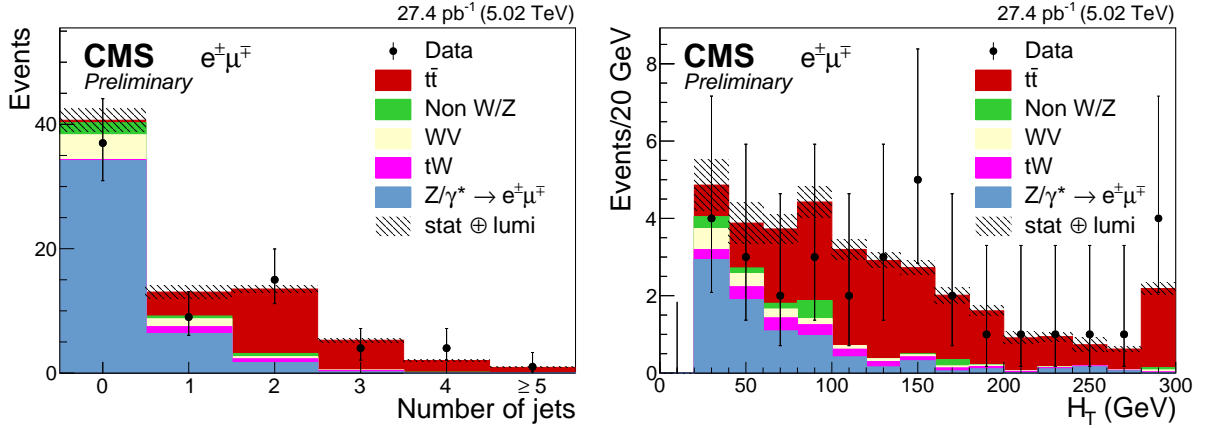 27.4 pb⁻¹ (5.02 TeV)
CMS
Preliminary
e±μ∓
Data
tt̄
Non W/Z
WV
tW
Z/γ* → e±μ∓
stat ⊕ lumi
Events
40
20
0
0 1 2 3 4 ≥ 5
Number of jets
27.4 pb⁻¹ (5.02 TeV)
CMS
Preliminary
e±μ∓
Data
tt̄
Non W/Z
WV
tW
Z/γ* → e±μ∓
stat ⊕ lumi
Events/20 GeV
8
6
4
2
0
0 50 100 150 200 250 300
H_T (GeV)